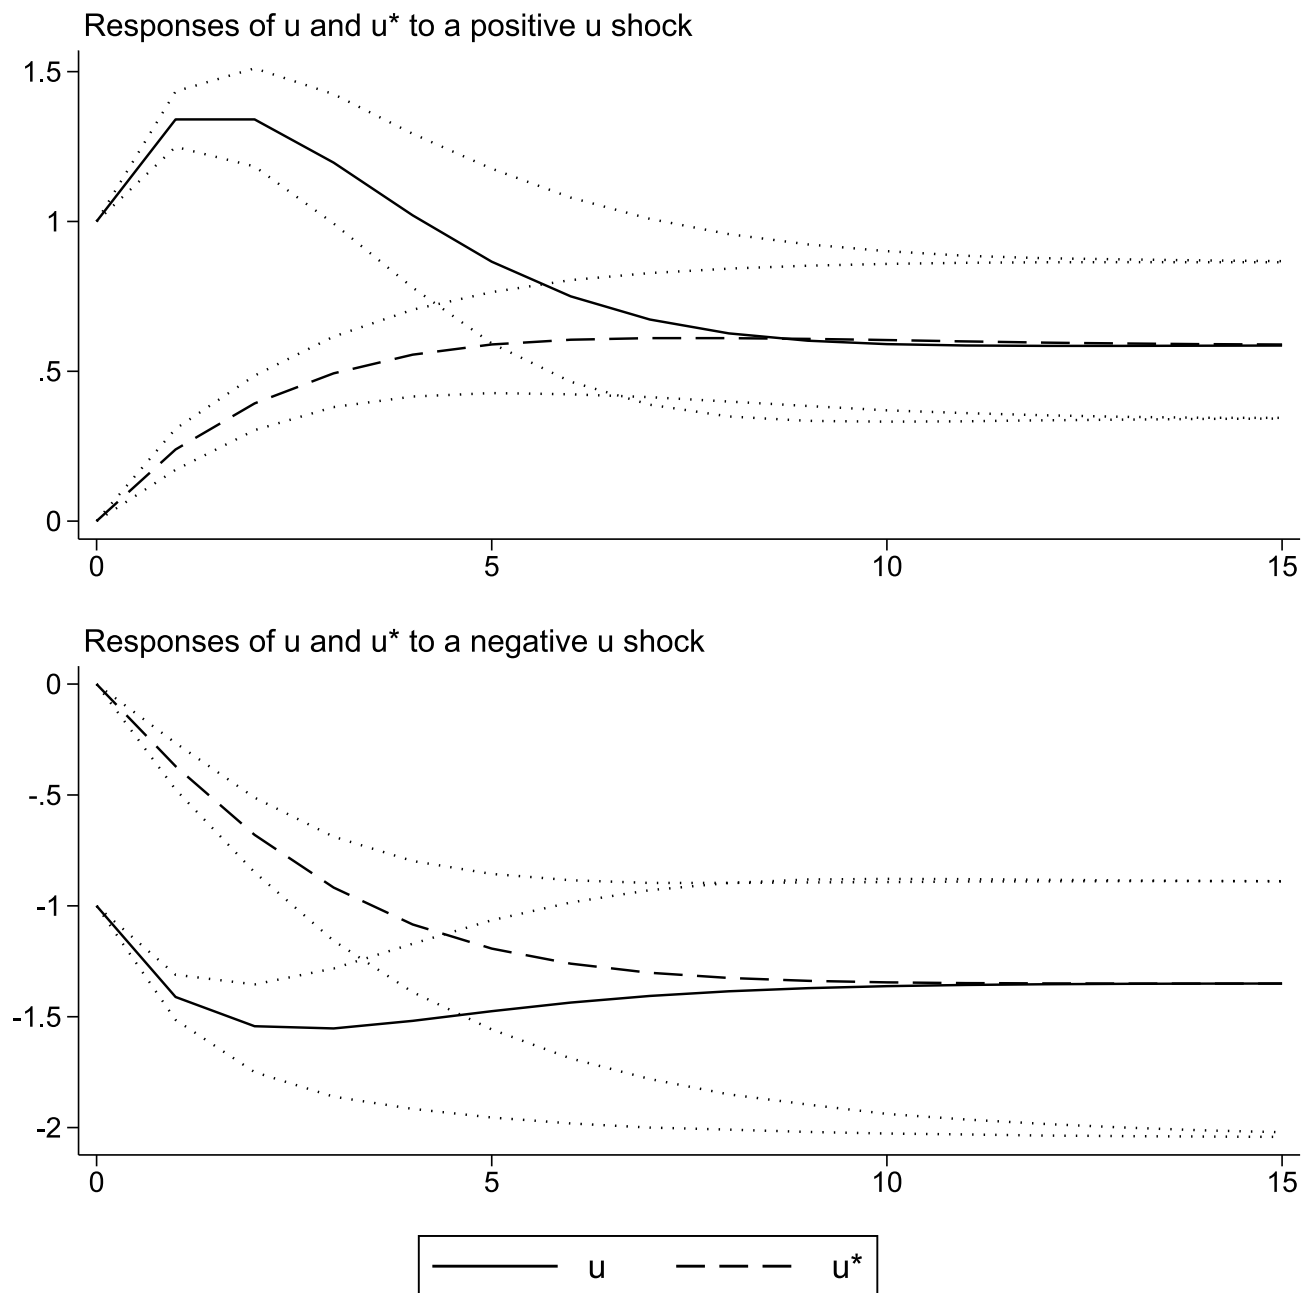 Responses of u and u* to a positive u shock
1.5
1
.5
0
0 5 10 15
Responses of u and u* to a negative u shock
0
-.5
-1
-1.5
-2
0 5 10 15
u u*